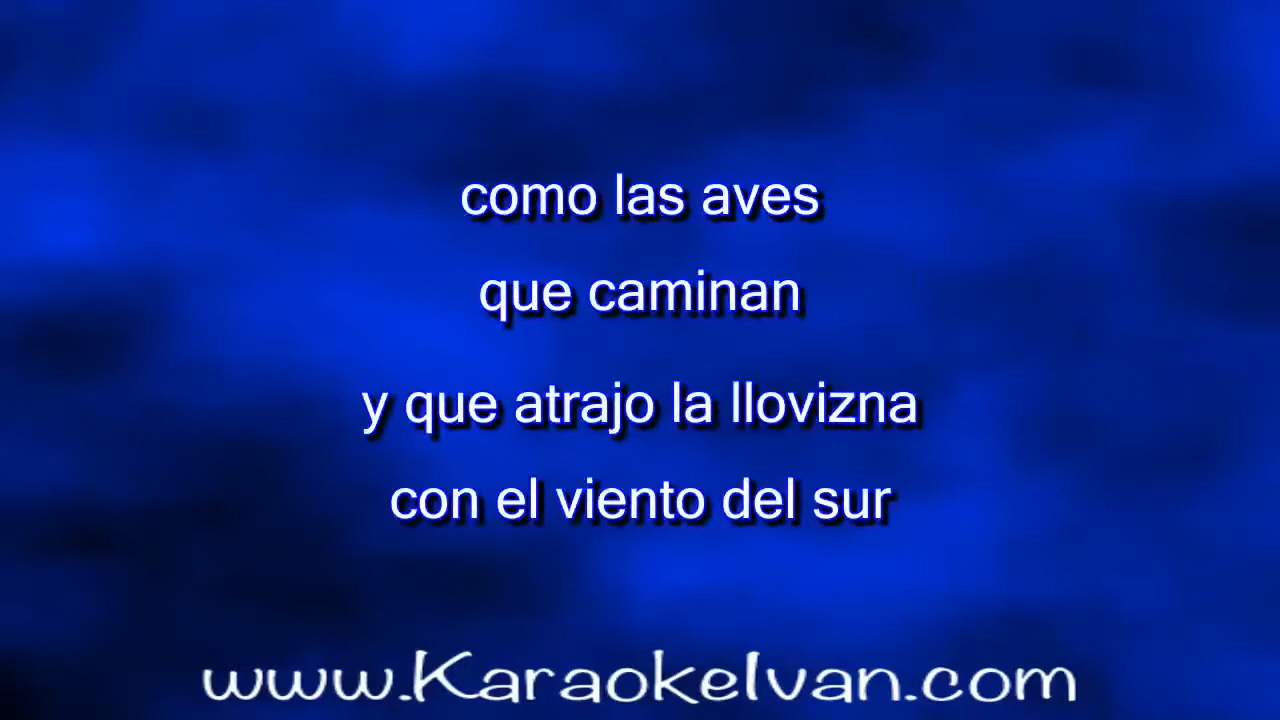 como las aves
que caminan
y que atrajo la llovizna
con el viento del sur
www.KaraokeIvan.com